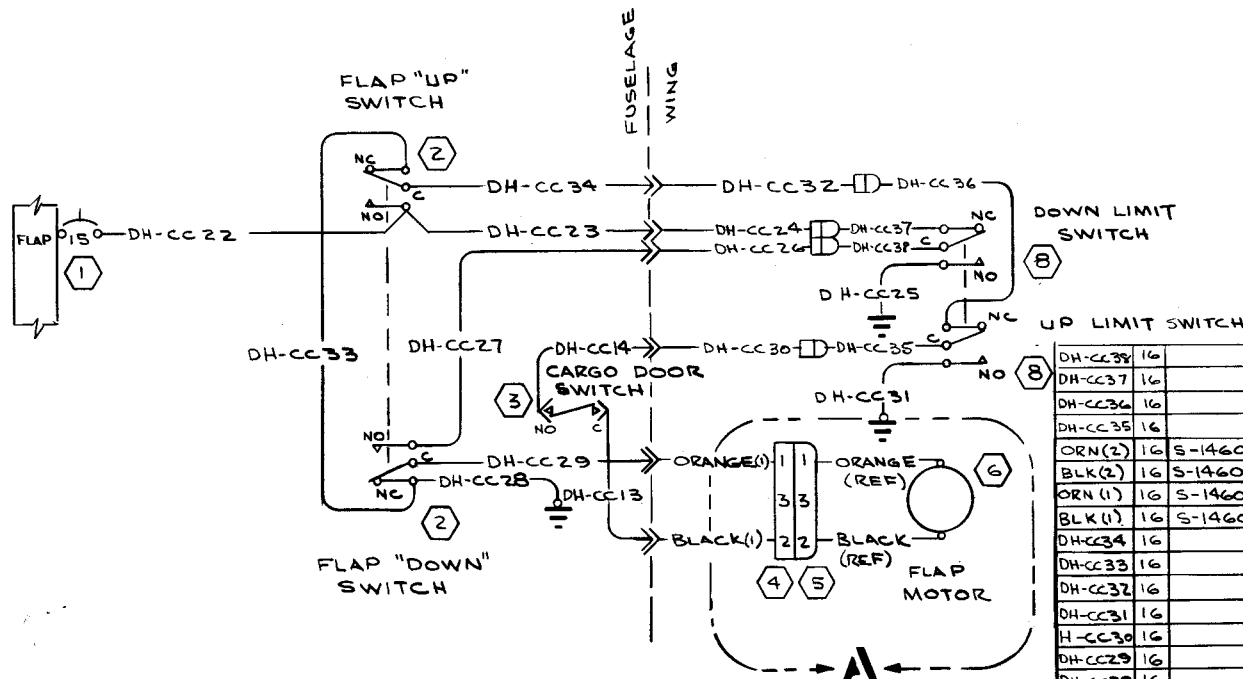 FUSELAGE
WING
FLAP "UP"
SWITCH
2
NC
C
NO
DH-CC34
DH-CC32
DH-CC36
FLAP
15
1
DH-CC22
DH-CC23
DH-CC24
DH-CC37
DH-CC26
DH-CC38
NC
C
NO
DOWN LIMIT
SWITCH
8
DH-CC25
DH-CC33
DH-CC27
DH-CC14
DH-CC30
DH-CC35
NC
C
NO
UP LIMIT SWITCH
8
CARGO DOOR
SWITCH
3
NO
C
DH-CC31
NO
C
NC
DH-CC29
DH-CC28
DH-CC13
2
FLAP "DOWN"
SWITCH
ORANGE(1)
1 1
ORANGE
(REF)
3 3
BLACK(1)
2 2
BLACK
(REF)
4
5
6
FLAP
MOTOR
A
DH-CC38 16
DH-CC37 16
DH-CC36 16
DH-CC35 16
ORN(2) 16 S-1460
BLK(2) 16 S-1460
ORN(1) 16 S-1460
BLK(1) 16 S-1460
DH-CC34 16
DH-CC33 16
DH-CC32 16
DH-CC31 16
H-CC30 16
DH-CC29 16